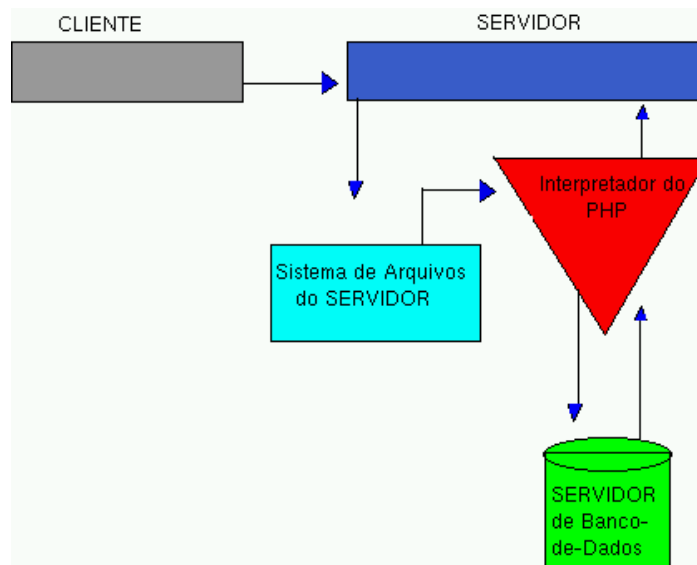 CLIENTE
SERVIDOR
Interpretador do
PHP
Sistema de Arquivos
do SERVIDOR
SERVIDOR
de Banco-
de-Dados